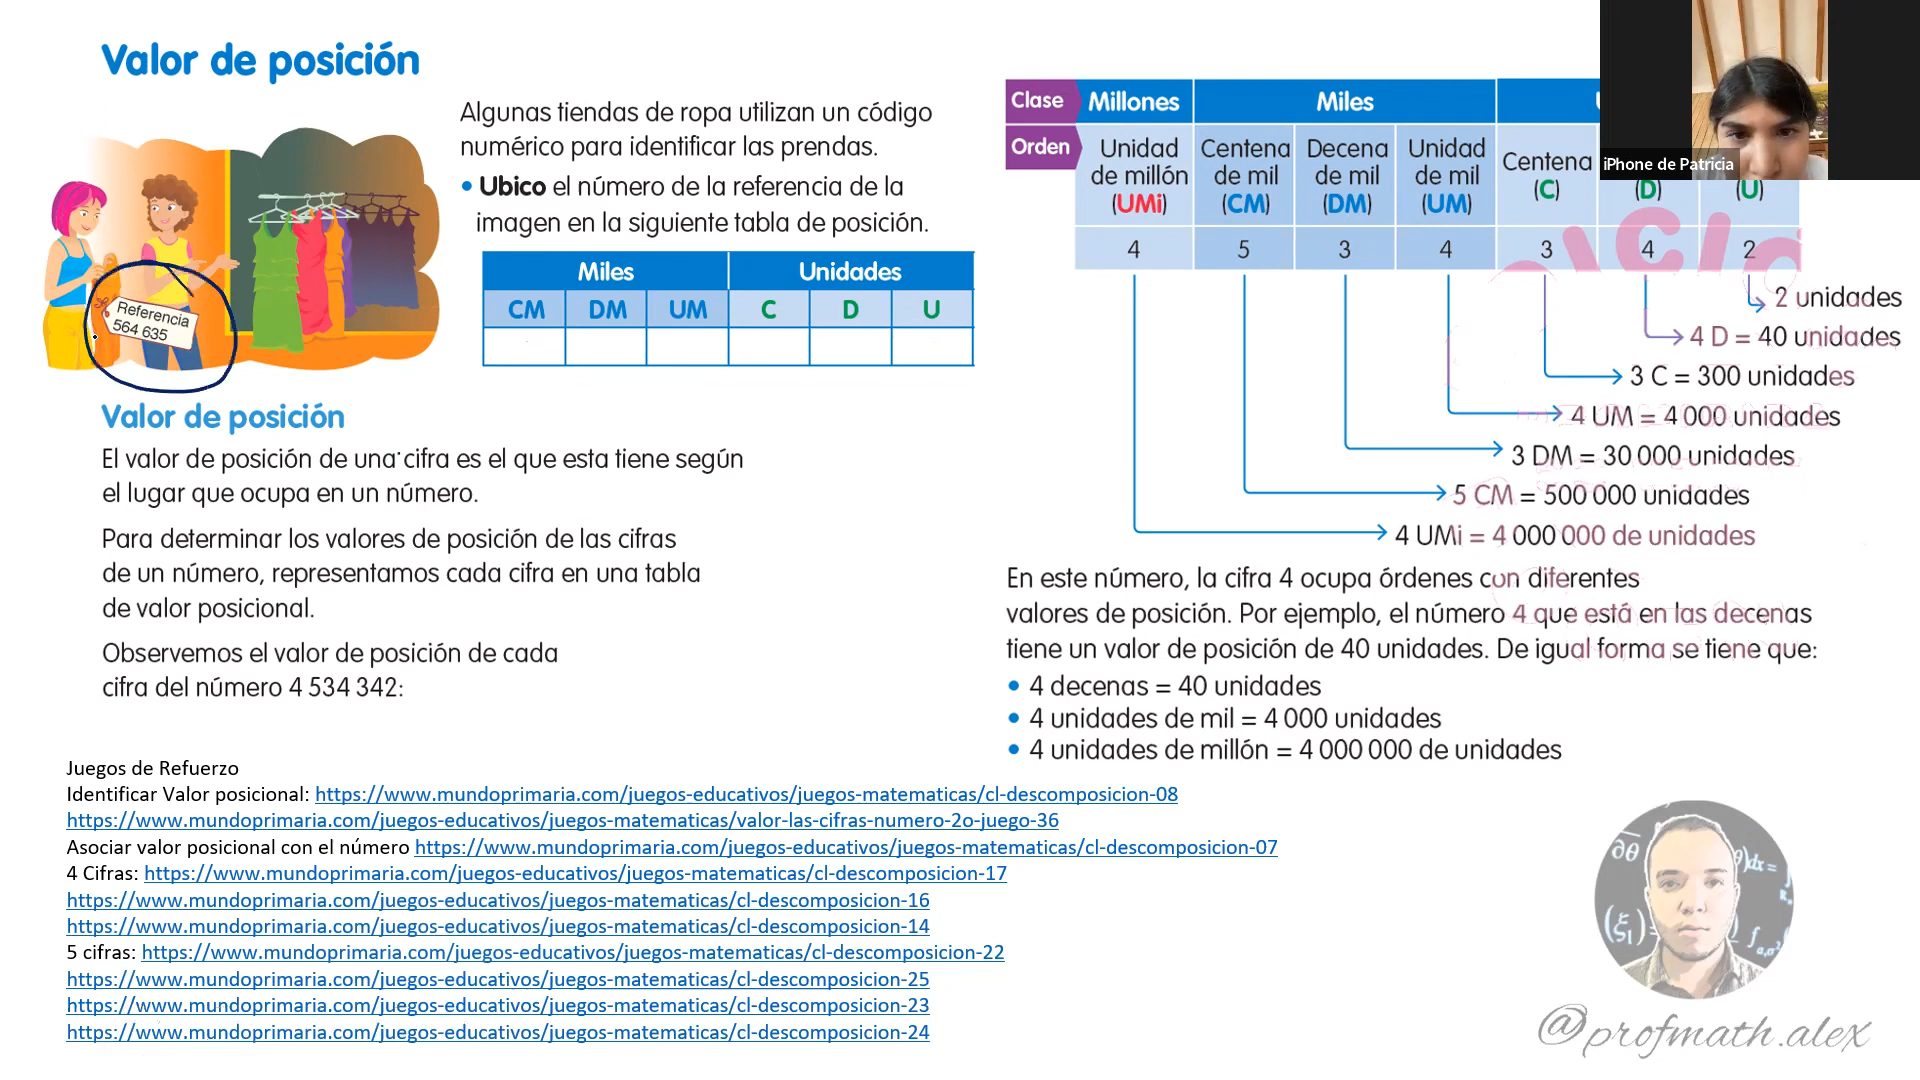 Valor de posición
Algunas tiendas de ropa utilizan un código
numérico para identificar las prendas.
• Ubico el número de la referencia de la
imagen en la siguiente tabla de posición.
Miles Unidades
CM DM UM C D U
Referencia
564 635
Valor de posición
El valor de posición de una cifra es el que esta tiene según
el lugar que ocupa en un número.
Para determinar los valores de posición de las cifras
de un número, representamos cada cifra en una tabla
de valor posicional.
Observemos el valor de posición de cada
cifra del número 4 534 342:
Clase Millones Miles
Orden Unidad de millón (UMi) Centena de mil (CM) Decena de mil (DM) Unidad de mil (UM) Centena (C) (D) (U)
iPhone de Patricia
4 5 3 4 3 4 2
2 unidades
4 D = 40 unidades
3 C = 300 unidades
4 UM = 4 000 unidades
3 DM = 30 000 unidades
5 CM = 500 000 unidades
4 UMi = 4 000 000 de unidades
En este número, la cifra 4 ocupa órdenes con diferentes
valores de posición. Por ejemplo, el número 4 que está en las decenas
tiene un valor de posición de 40 unidades. De igual forma se tiene que:
• 4 decenas = 40 unidades
• 4 unidades de mil = 4 000 unidades
• 4 unidades de millón = 4 000 000 de unidades
Juegos de Refuerzo
Identificar Valor posicional: https://www.mundoprimaria.com/juegos-educativos/juegos-matematicas/cl-descomposicion-08
https://www.mundoprimaria.com/juegos-educativos/juegos-matematicas/valor-las-cifras-numero-2o-juego-36
Asociar valor posicional con el número https://www.mundoprimaria.com/juegos-educativos/juegos-matematicas/cl-descomposicion-07
4 Cifras: https://www.mundoprimaria.com/juegos-educativos/juegos-matematicas/cl-descomposicion-17
https://www.mundoprimaria.com/juegos-educativos/juegos-matematicas/cl-descomposicion-16
https://www.mundoprimaria.com/juegos-educativos/juegos-matematicas/cl-descomposicion-14
5 cifras: https://www.mundoprimaria.com/juegos-educativos/juegos-matematicas/cl-descomposicion-22
https://www.mundoprimaria.com/juegos-educativos/juegos-matematicas/cl-descomposicion-25
https://www.mundoprimaria.com/juegos-educativos/juegos-matematicas/cl-descomposicion-23
https://www.mundoprimaria.com/juegos-educativos/juegos-matematicas/cl-descomposicion-24
@profmath.alex